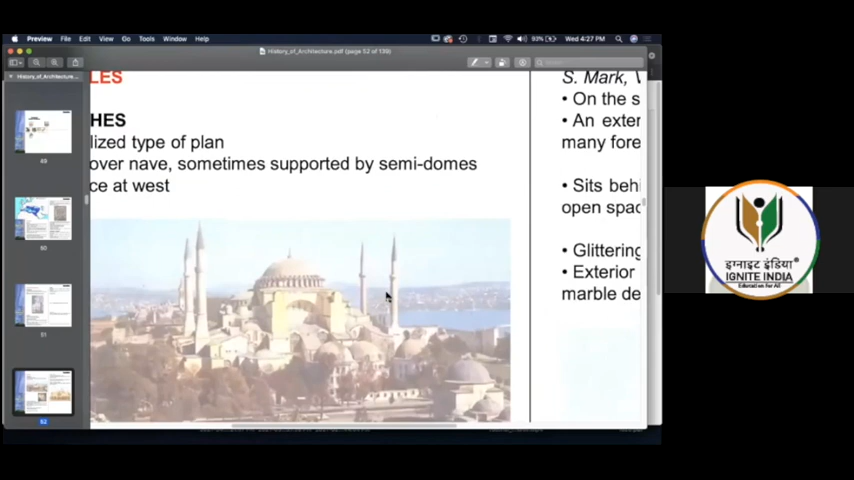 Preview File Edit View Go Tools Window Help
93% Wed 4:27 PM
History_of_Architecture.pdf (page 52 of 139)
Search
History_of_Architecture....
49
50
51
52
LES
HES
lized type of plan
over nave, sometimes supported by semi-domes
ce at west
S. Mark, V
• On the s
• An exter
many fore
• Sits behi
open spac
• Glittering
• Exterior
marble de
इग्नाइट इंडिया®
IGNITE INDIA
Education for All